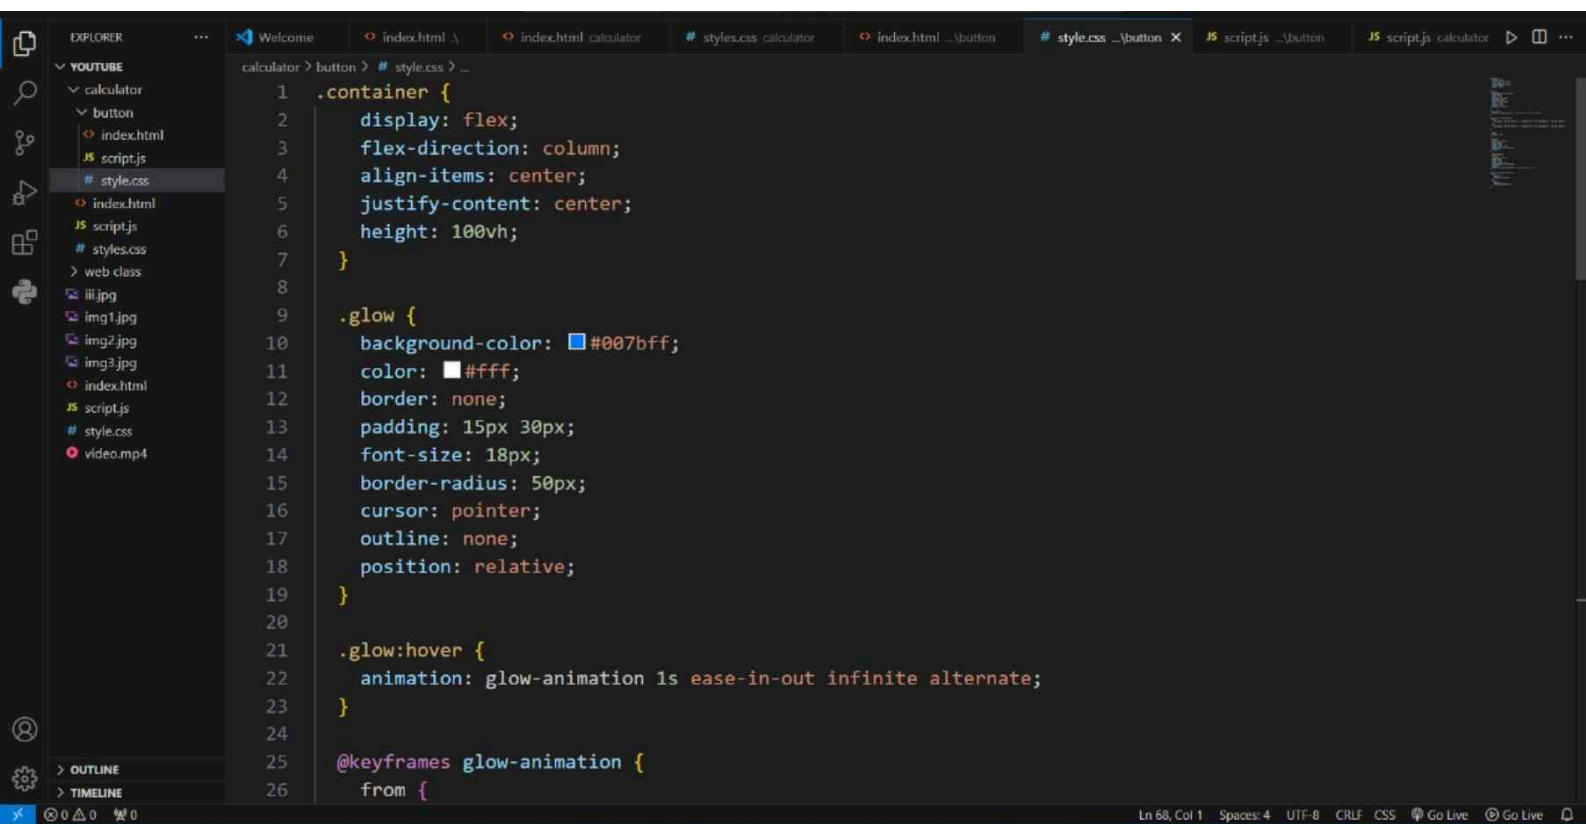 EXPLORER ···
Welcome index.html .\ index.html calculator # styles.css calculator index.html ...\button # style.css ...\button JS script.js ...\button JS script.js calculator ···
YOUTUBE
calculator
button
index.html
JS script.js
# style.css
index.html
JS script.js
# styles.css
web class
iii.jpg
img1.jpg
img2.jpg
img3.jpg
index.html
JS script.js
# style.css
video.mp4
OUTLINE
TIMELINE
calculator > button > # style.css > ...
1 .container {
2 display: flex;
3 flex-direction: column;
4 align-items: center;
5 justify-content: center;
6 height: 100vh;
7 }
8
9 .glow {
10 background-color: #007bff;
11 color: #fff;
12 border: none;
13 padding: 15px 30px;
14 font-size: 18px;
15 border-radius: 50px;
16 cursor: pointer;
17 outline: none;
18 position: relative;
19 }
20
21 .glow:hover {
22 animation: glow-animation 1s ease-in-out infinite alternate;
23 }
24
25 @keyframes glow-animation {
26 from {
0 0 0 Ln 68, Col 1 Spaces: 4 UTF-8 CRLF CSS Go Live Go Live